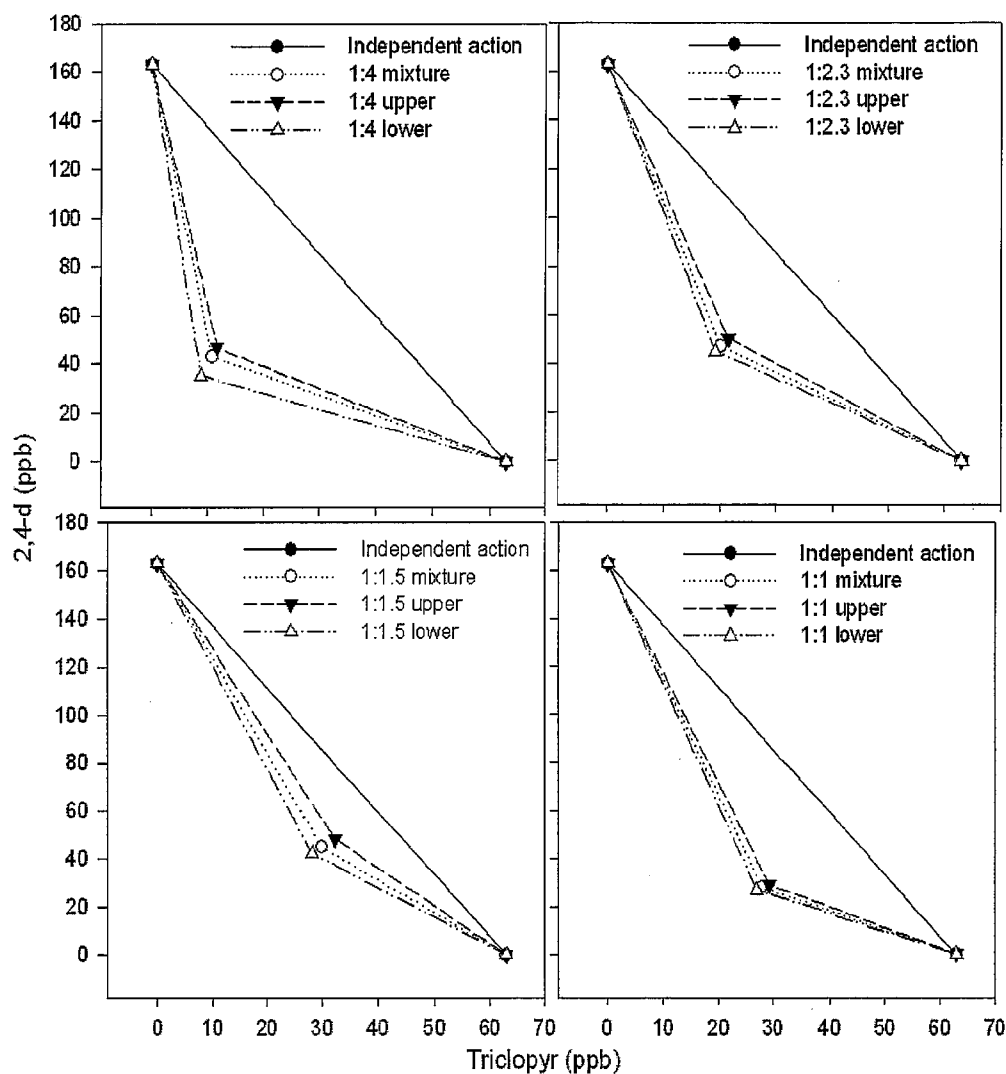 180
160
140
120
100
80
60
40
20
0
Independent action
1:4 mixture
1:4 upper
1:4 lower
Independent action
1:2.3 mixture
1:2.3 upper
1:2.3 lower
2,4-d (ppb)
180
160
140
120
100
80
60
40
20
0
Independent action
1:1.5 mixture
1:1.5 upper
1:1.5 lower
Independent action
1:1 mixture
1:1 upper
1:1 lower
0 10 20 30 40 50 60 70
0 10 20 30 40 50 60 70
Triclopyr (ppb)